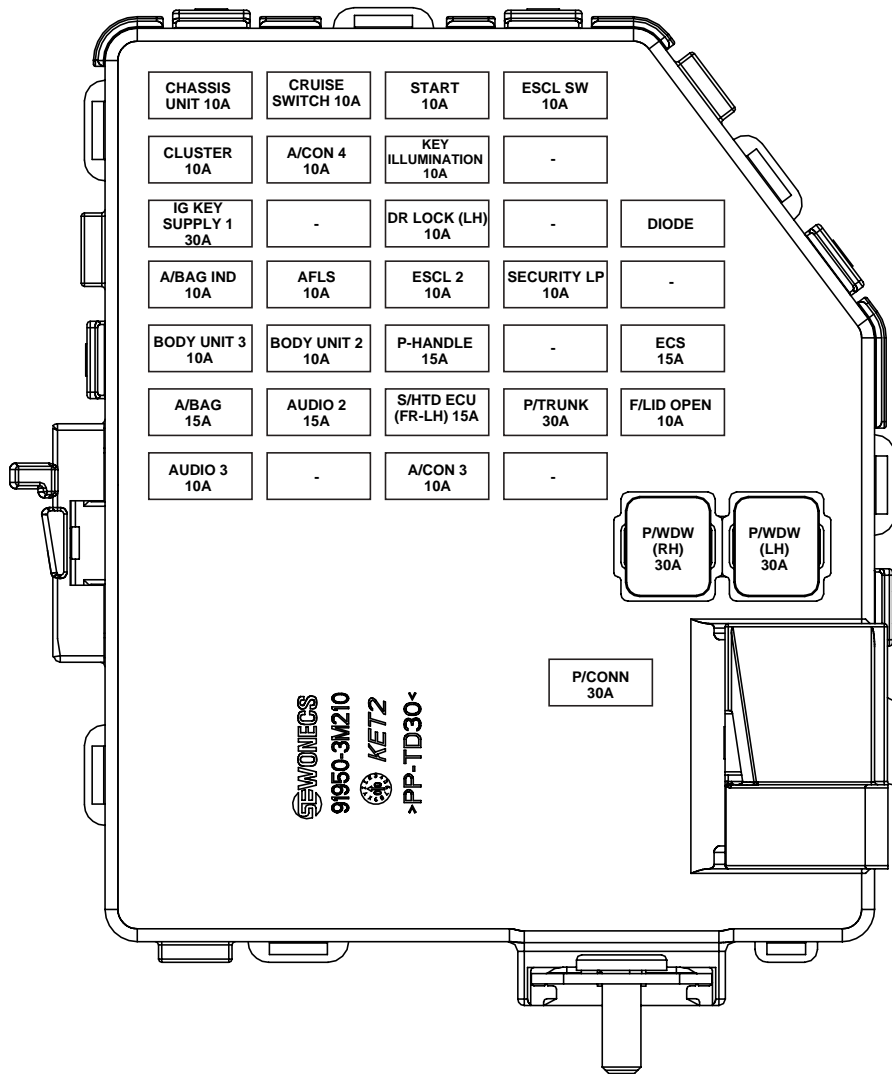 CHASSIS
UNIT 10A
CRUISE
SWITCH 10A
START
10A
ESCL SW
10A
CLUSTER
10A
A/CON 4
10A
KEY
ILLUMINATION
10A
-
IG KEY
SUPPLY 1
30A
-
DR LOCK (LH)
10A
-
DIODE
A/BAG IND
10A
AFLS
10A
ESCL 2
10A
SECURITY LP
10A
-
BODY UNIT 3
10A
BODY UNIT 2
10A
P-HANDLE
15A
-
ECS
15A
A/BAG
15A
AUDIO 2
15A
S/HTD ECU
(FR-LH) 15A
P/TRUNK
30A
F/LID OPEN
10A
AUDIO 3
10A
-
A/CON 3
10A
-
P/WDW
(RH)
30A
P/WDW
(LH)
30A
P/CONN
30A
SEWONECS
91950-3M210
KET2
>PP-TD30<